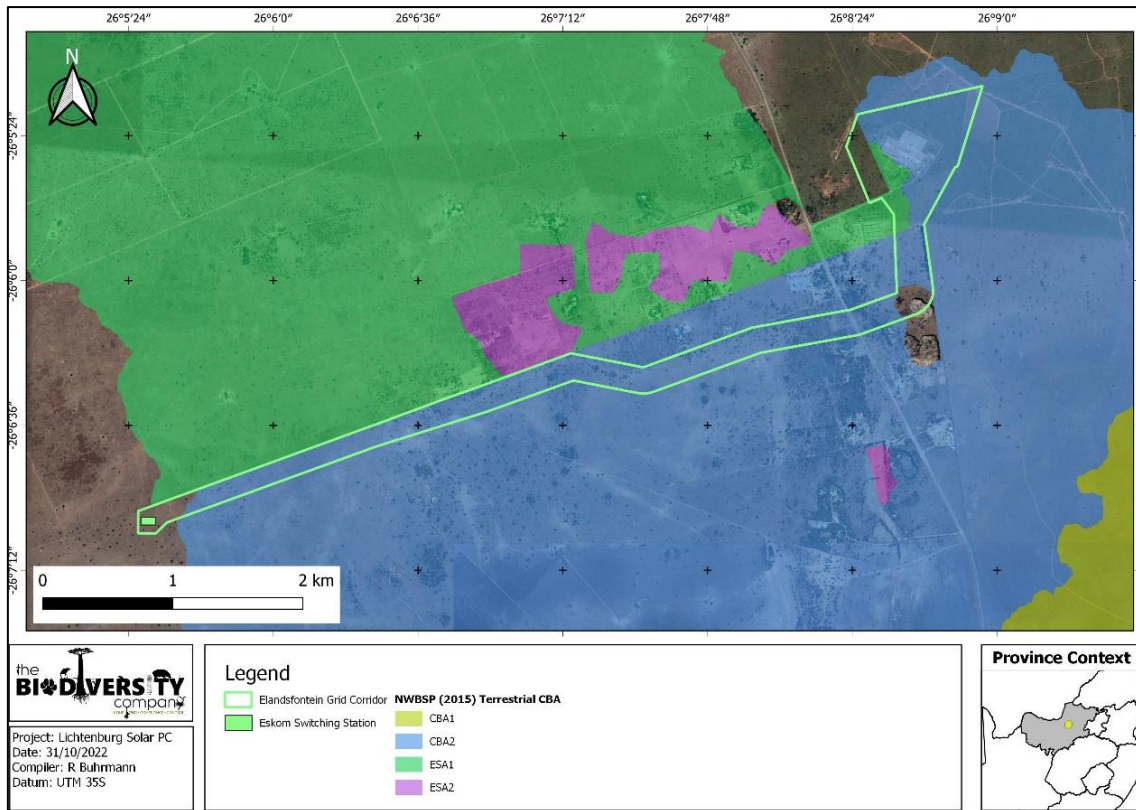 26°5'24" 26°6'0" 26°6'36" 26°7'12" 26°7'48" 26°8'24" 26°9'0"
N
-26°5'24"
-26°6'0"
-26°6'36"
-26°7'12"
0 1 2 km
the
BIODIVERSITY
company
Project: Lichtenburg Solar PC
Date: 31/10/2022
Compiler: R Buhrmann
Datum: UTM 35S
Legend
Elandsfontein Grid Corridor
Eskom Switching Station
NWBSP (2015) Terrestrial CBA
CBA1
CBA2
ESA1
ESA2
Province Context